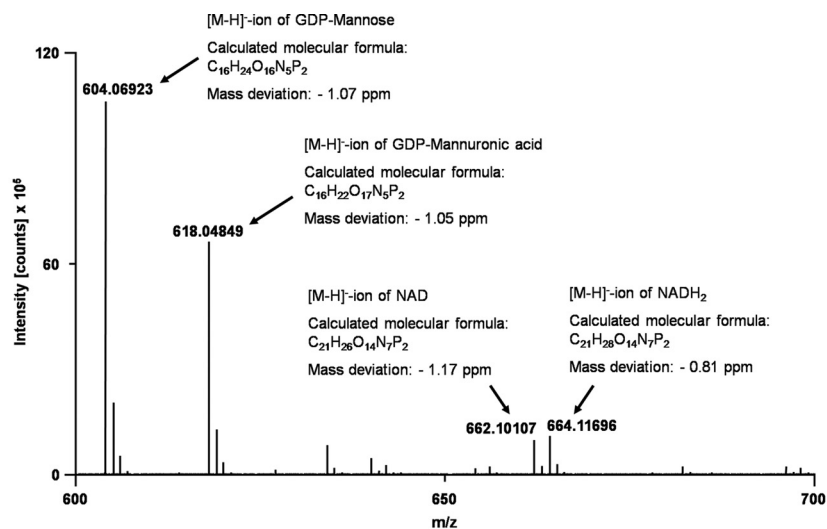 [M-H]⁻-ion of GDP-Mannose
Calculated molecular formula:
C₁₆H₂₄O₁₆N₅P₂
Mass deviation: - 1.07 ppm
120
604.06923
[M-H]⁻-ion of GDP-Mannuronic acid
Calculated molecular formula:
C₁₆H₂₂O₁₇N₅P₂
Mass deviation: - 1.05 ppm
618.04849
Intensity [counts] x 10⁶
60
[M-H]⁻-ion of NAD
Calculated molecular formula:
C₂₁H₂₆O₁₄N₇P₂
Mass deviation: - 1.17 ppm
[M-H]⁻-ion of NADH₂
Calculated molecular formula:
C₂₁H₂₈O₁₄N₇P₂
Mass deviation: - 0.81 ppm
662.10107
664.11696
0
600
650
700
m/z